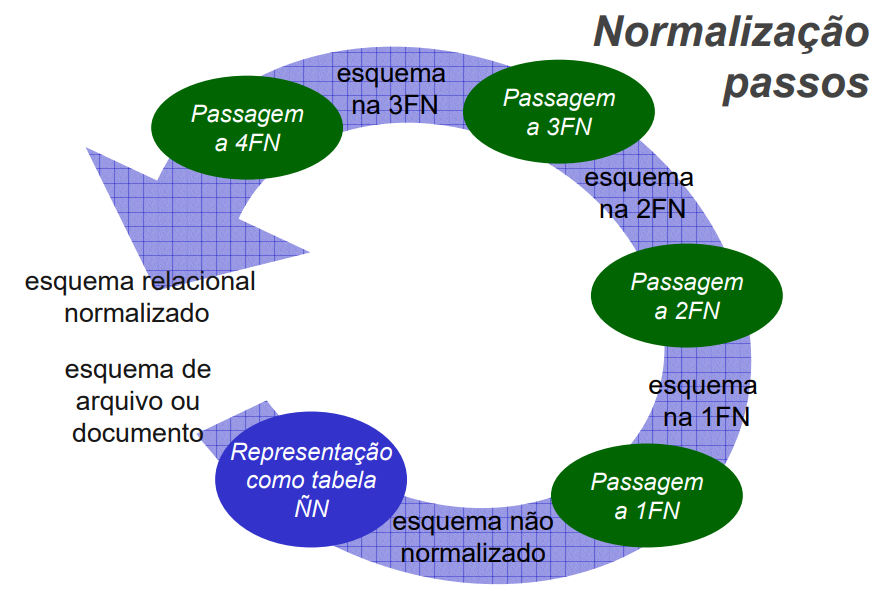 Normalização
passos
esquema de
arquivo ou
documento
Representação
como tabela
ÑN
esquema não
normalizado
Passagem
a 1FN
esquema
na 1FN
Passagem
a 2FN
esquema
na 2FN
Passagem
a 3FN
esquema
na 3FN
Passagem
a 4FN
esquema relacional
normalizado